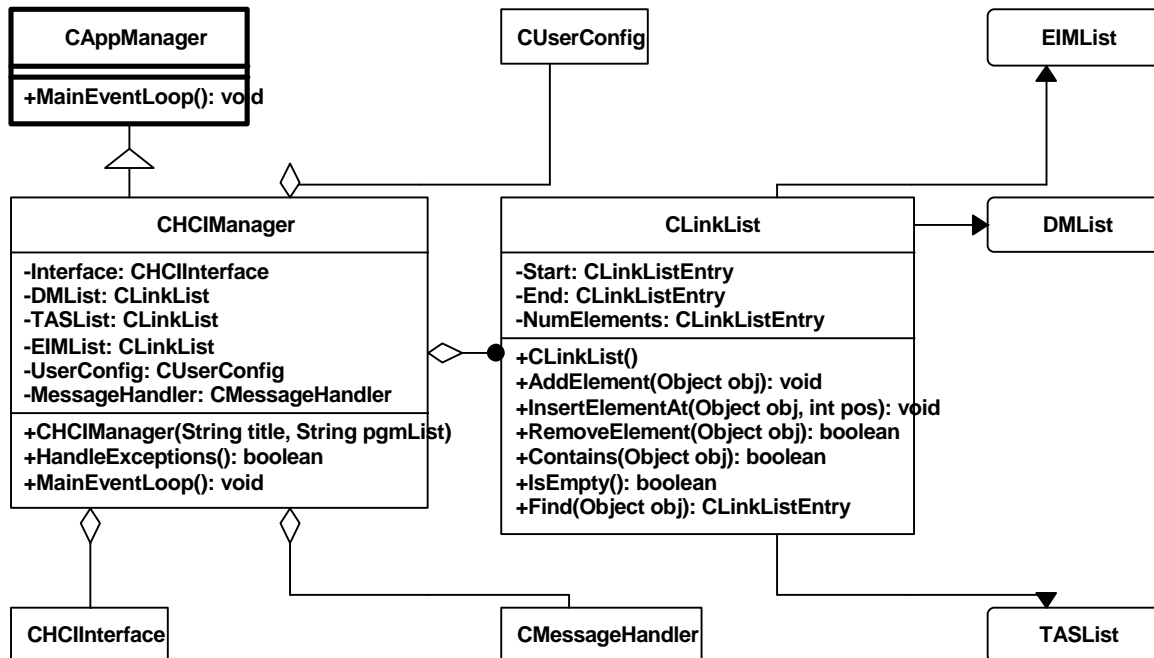 CAppManager
+MainEventLoop(): void
CUserConfig
EIMList
CHCIManager
-Interface: CHCIInterface
-DMList: CLinkList
-TASList: CLinkList
-EIMList: CLinkList
-UserConfig: CUserConfig
-MessageHandler: CMessageHandler
+CHCIManager(String title, String pgmList)
+HandleExceptions(): boolean
+MainEventLoop(): void
CLinkList
-Start: CLinkListEntry
-End: CLinkListEntry
-NumElements: CLinkListEntry
+CLinkList()
+AddElement(Object obj): void
+InsertElementAt(Object obj, int pos): void
+RemoveElement(Object obj): boolean
+Contains(Object obj): boolean
+IsEmpty(): boolean
+Find(Object obj): CLinkListEntry
DMList
CHCIInterface
CMessageHandler
TASList